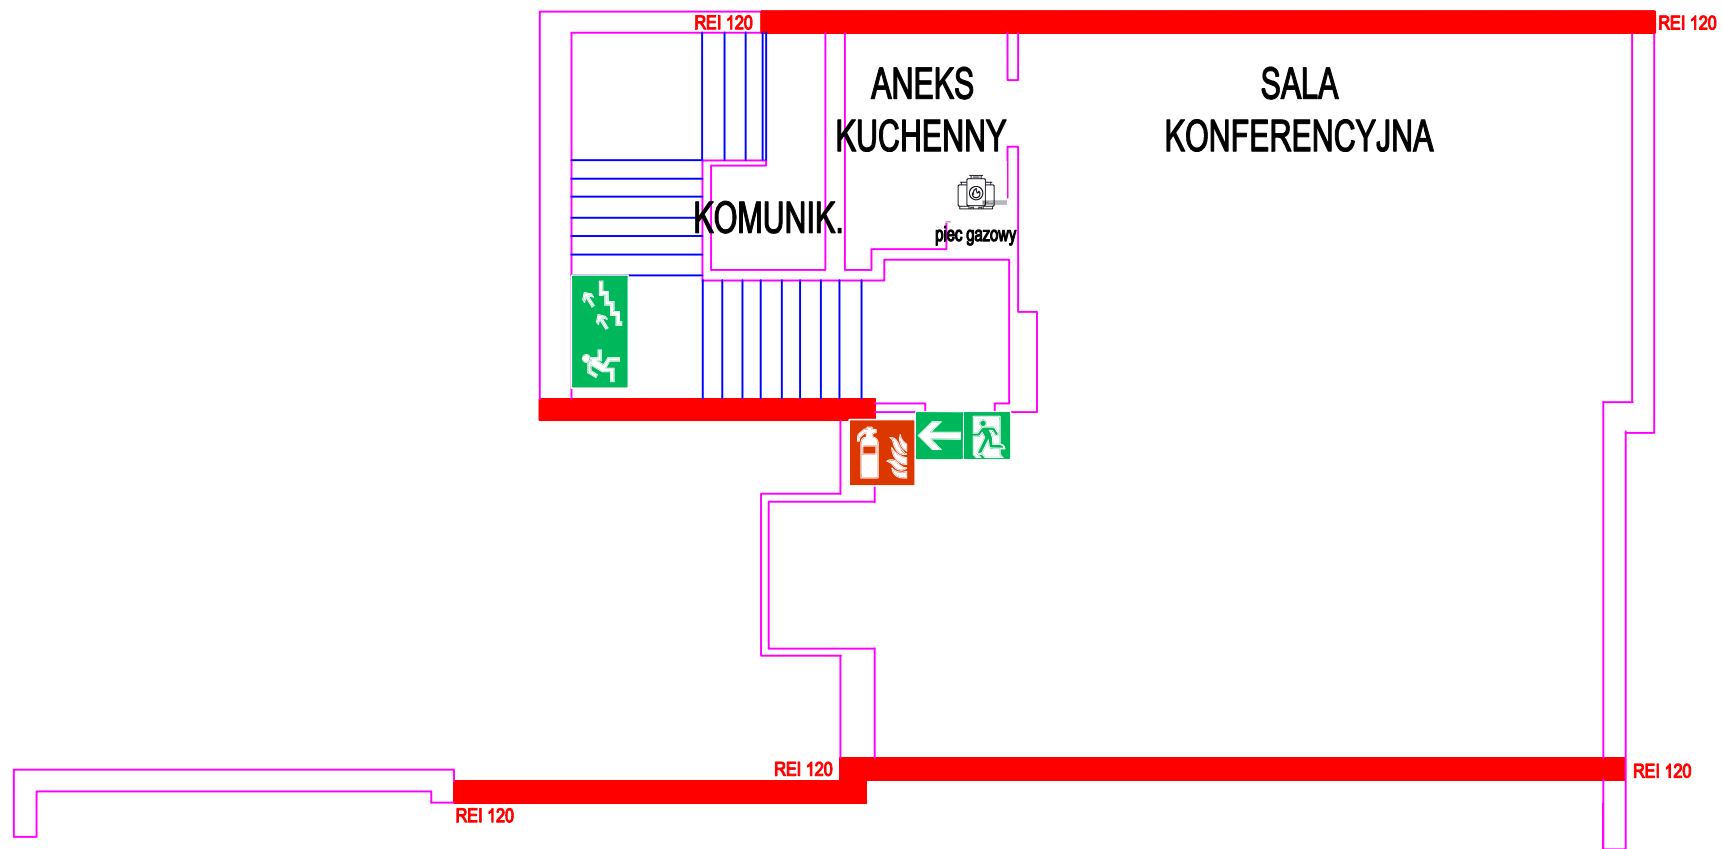 REI 120
REI 120
ANEKS
KUCHENNY
SALA
KONFERENCYJNA
KOMUNIK.
piec gazowy
REI 120
REI 120
REI 120